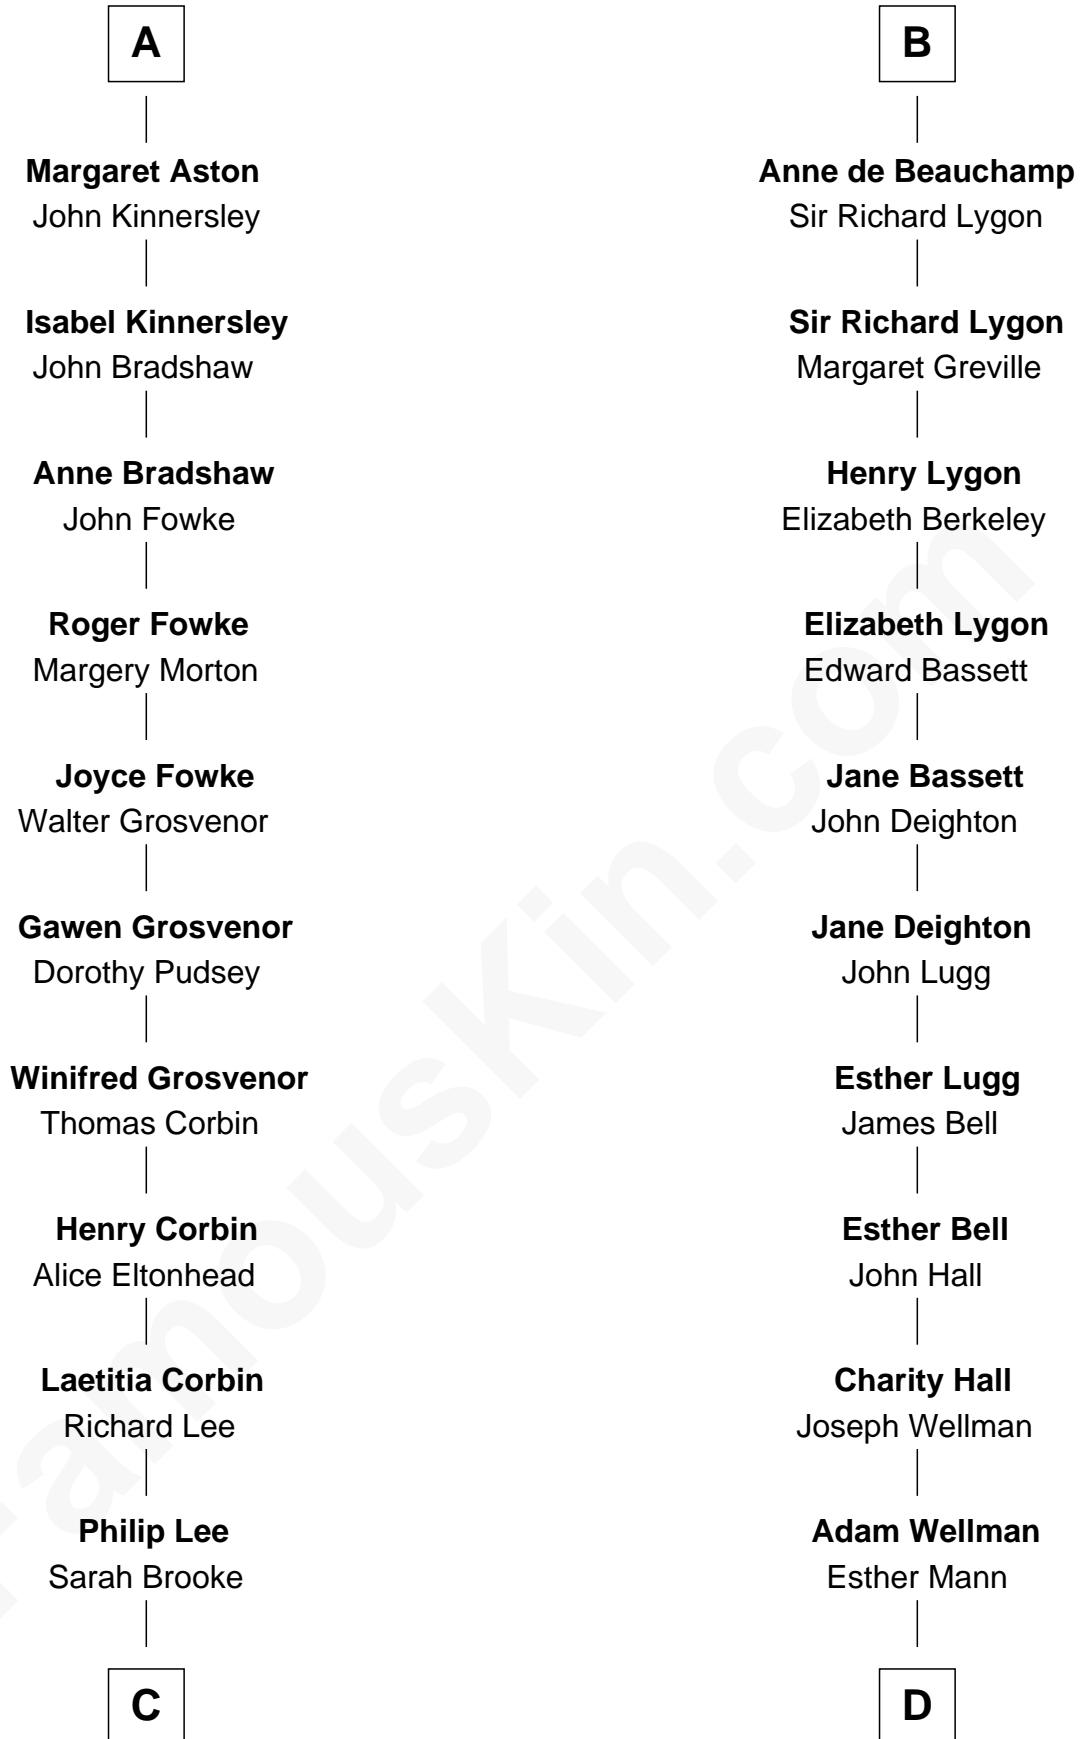 A
Margaret Aston
John Kinnersley
Isabel Kinnersley
John Bradshaw
Anne Bradshaw
John Fowke
Roger Fowke
Margery Morton
Joyce Fowke
Walter Grosvenor
Gawen Grosvenor
Dorothy Pudsey
Winifred Grosvenor
Thomas Corbin
Henry Corbin
Alice Eltonhead
Laetitia Corbin
Richard Lee
Philip Lee
Sarah Brooke
C
B
Anne de Beauchamp
Sir Richard Lygon
Sir Richard Lygon
Margaret Greville
Henry Lygon
Elizabeth Berkeley
Elizabeth Lygon
Edward Bassett
Jane Bassett
John Deighton
Jane Deighton
John Lugg
Esther Lugg
James Bell
Esther Bell
John Hall
Charity Hall
Joseph Wellman
Adam Wellman
Esther Mann
D
FamousKin.com